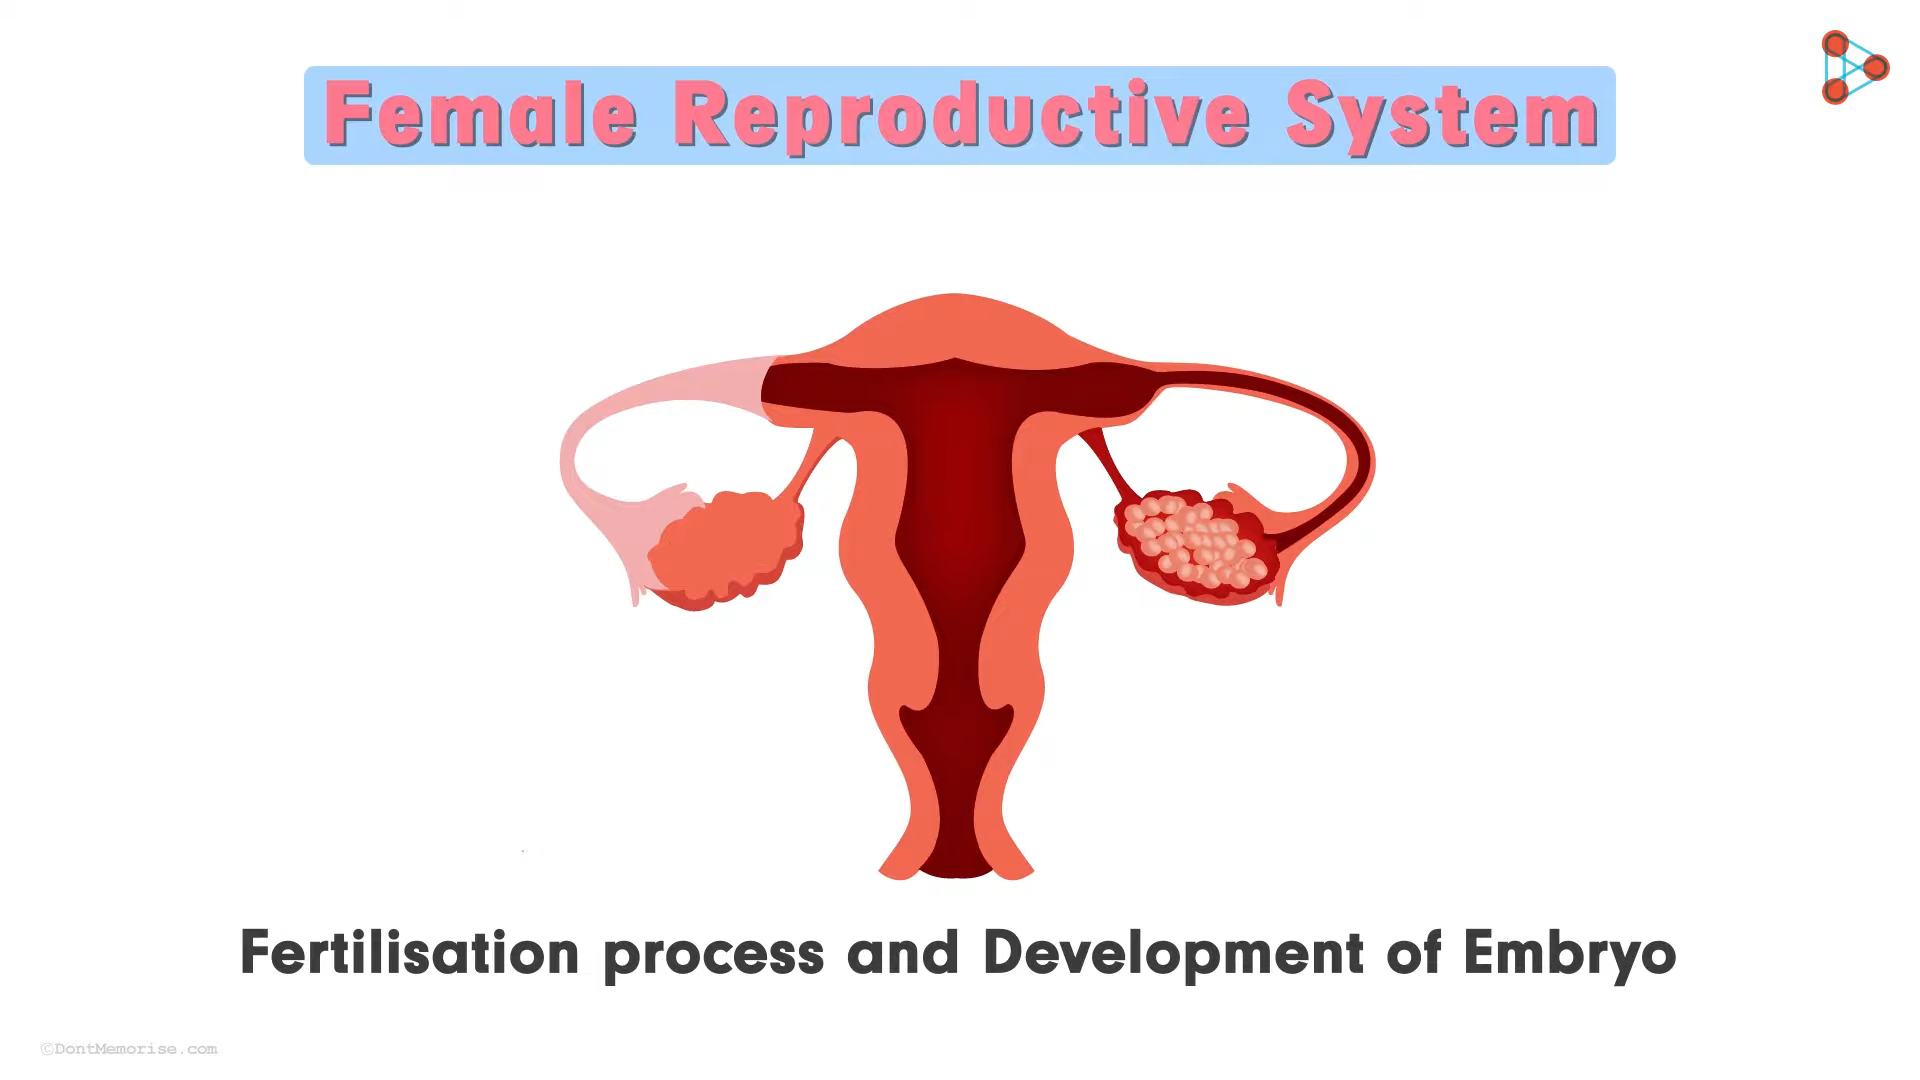 Female Reproductive System
Fertilisation process and Development of Embryo
©DontMemorise.com